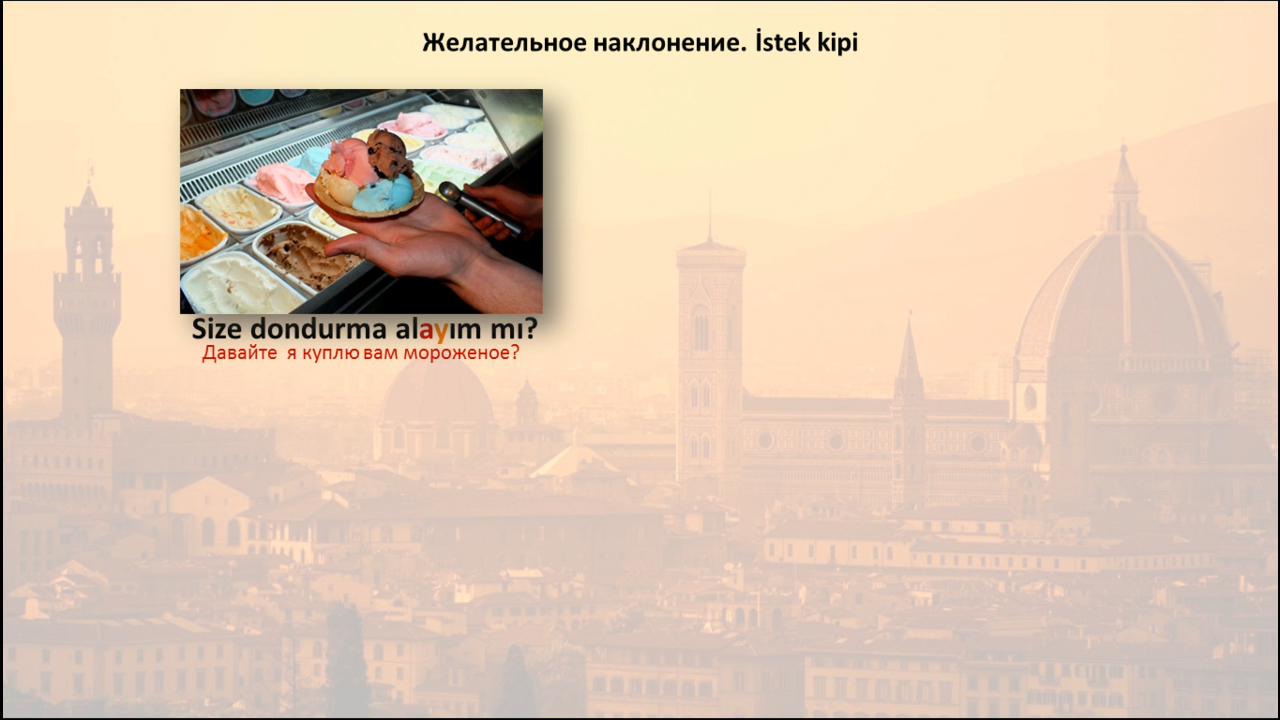 Желательное наклонение. İstek kipi
Size dondurma alayım mı?
Давайте я куплю вам мороженое?